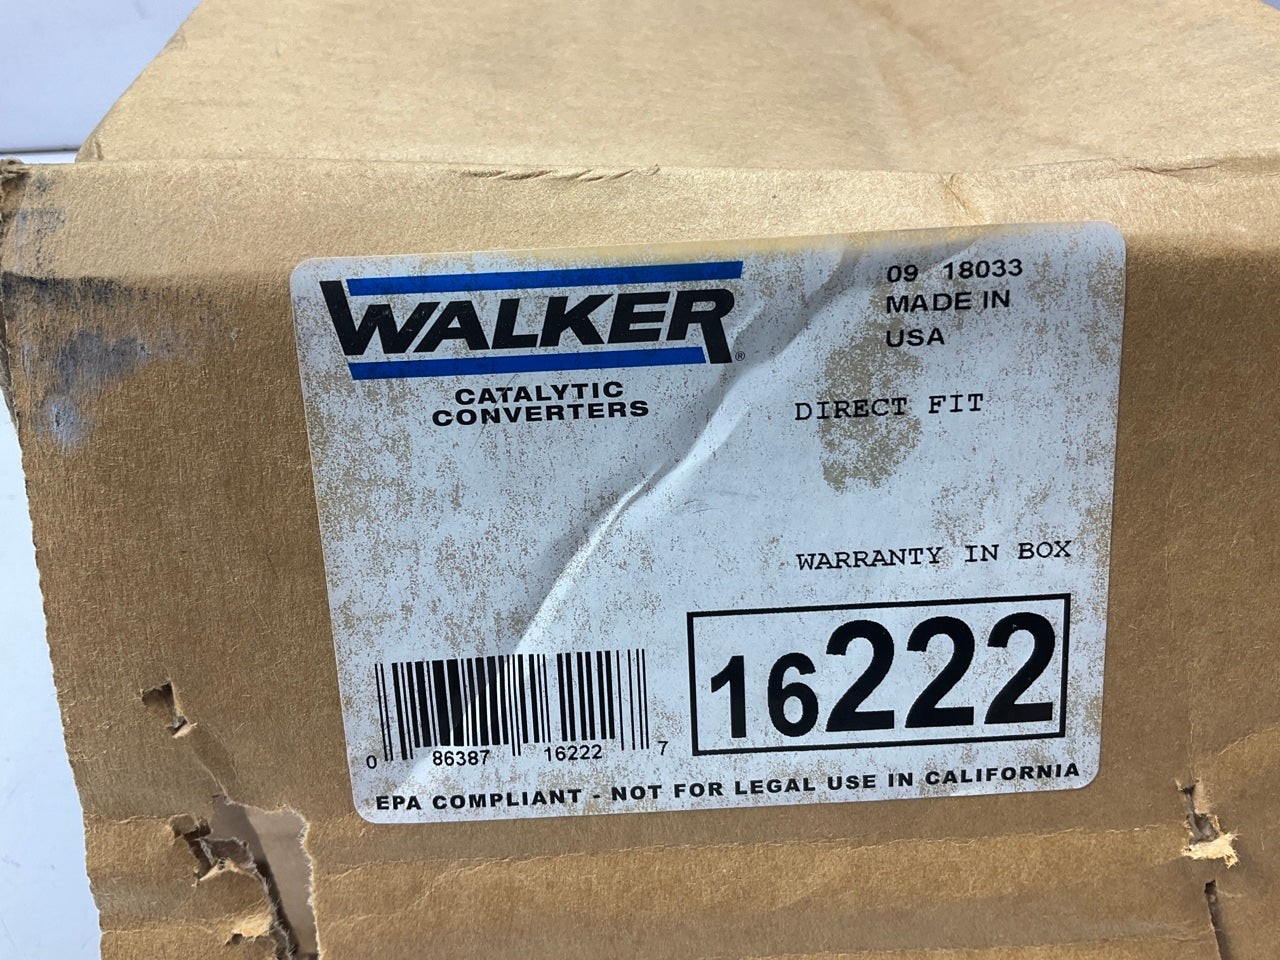 WALKER®
CATALYTIC
CONVERTERS
09 18033
MADE IN
USA
DIRECT FIT
WARRANTY IN BOX
16222
0 86387 16222 7
EPA COMPLIANT - NOT FOR LEGAL USE IN CALIFORNIA